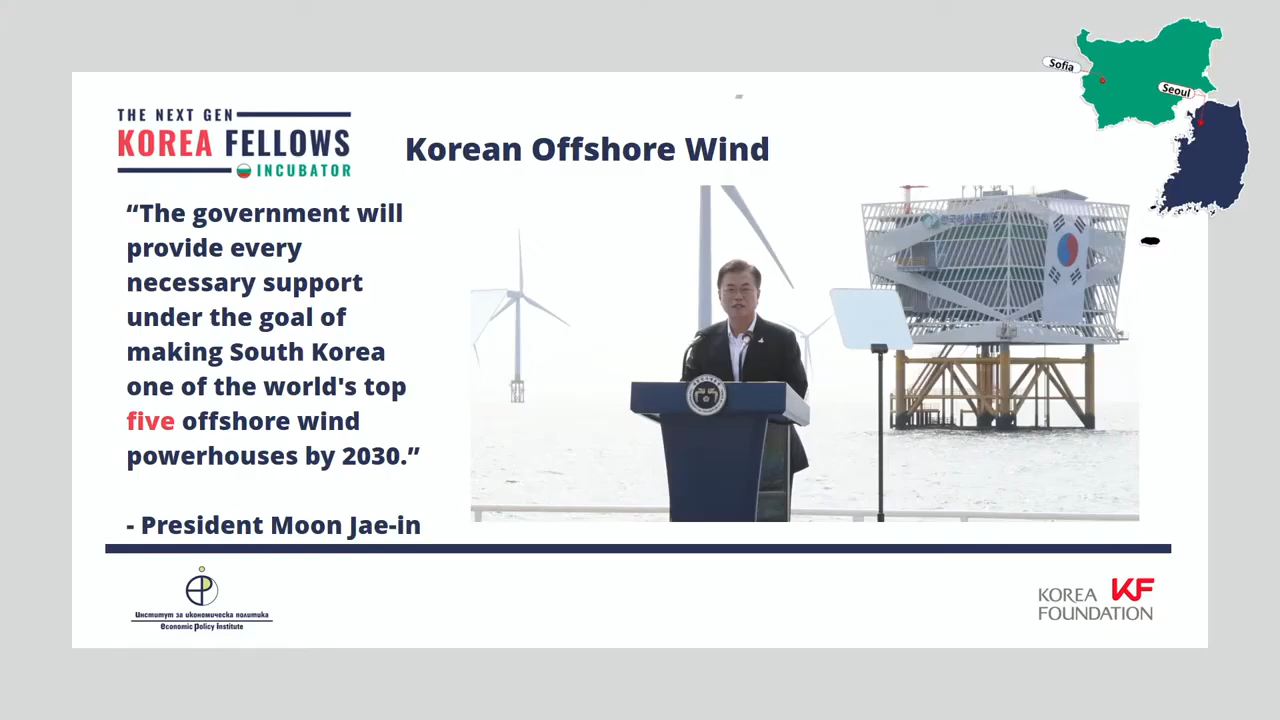 Sofia
Seoul
THE NEXT GEN
KOREA FELLOWS
INCUBATOR
Korean Offshore Wind
“The government will
provide every
necessary support
under the goal of
making South Korea
one of the world's top
five offshore wind
powerhouses by 2030.”
- President Moon Jae-in
Институт за икономическа политика
Economic Policy Institute
KOREA KF
FOUNDATION